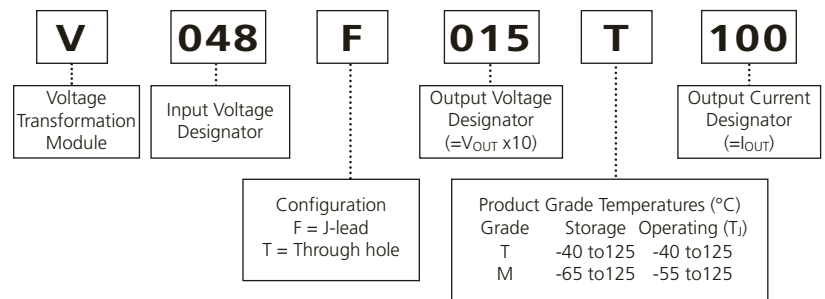 V 048 F 015 T 100
Voltage
Transformation
Module
Input Voltage
Designator
Output Voltage
Designator
(=VOUT x10)
Output Current
Designator
(=IOUT)
Configuration
F = J-lead
T = Through hole
Product Grade Temperatures (°C)
Grade Storage Operating (TJ)
T -40 to125 -40 to125
M -65 to125 -55 to125